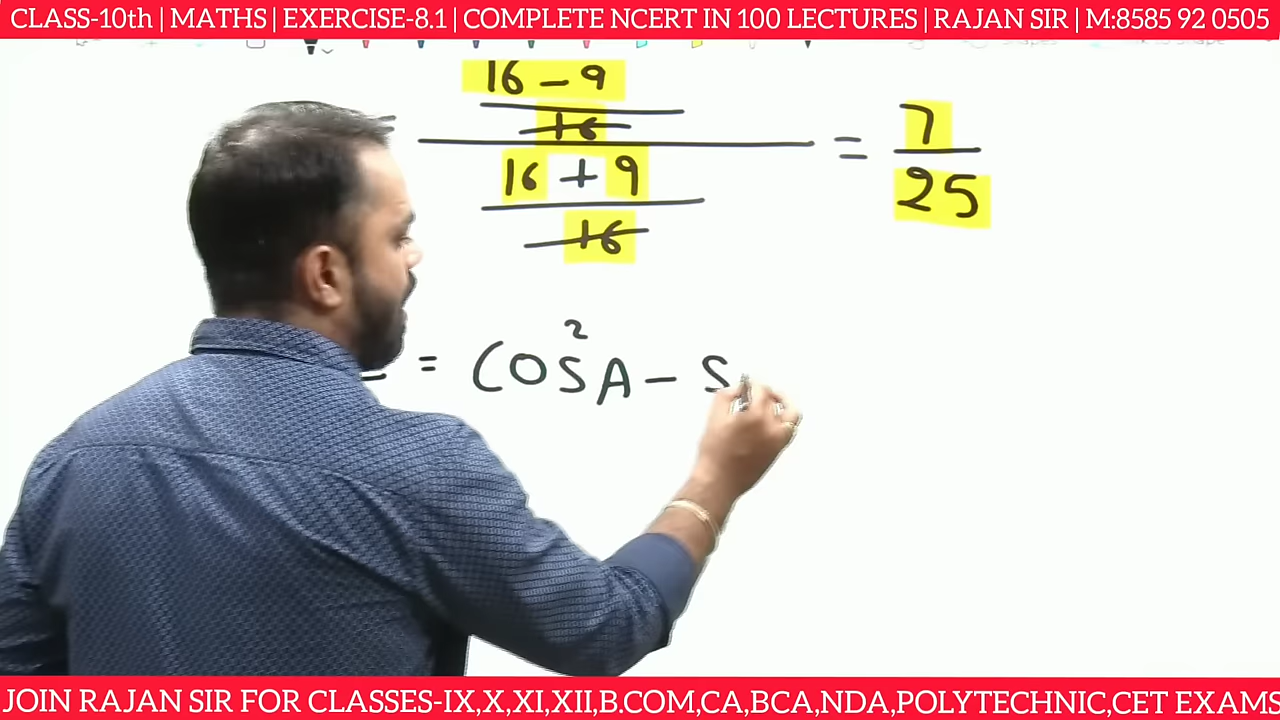 CLASS-10th | MATHS | EXERCISE-8.1 | COMPLETE NCERT IN 100 LECTURES | RAJAN SIR | M:8585 92 0505
16 - 9
16
16 + 9
16
= 7
25
= COS²A - S
JOIN RAJAN SIR FOR CLASSES-IX,X,XI,XII,B.COM,CA,BCA,NDA,POLYTECHNIC,CET EXAMS